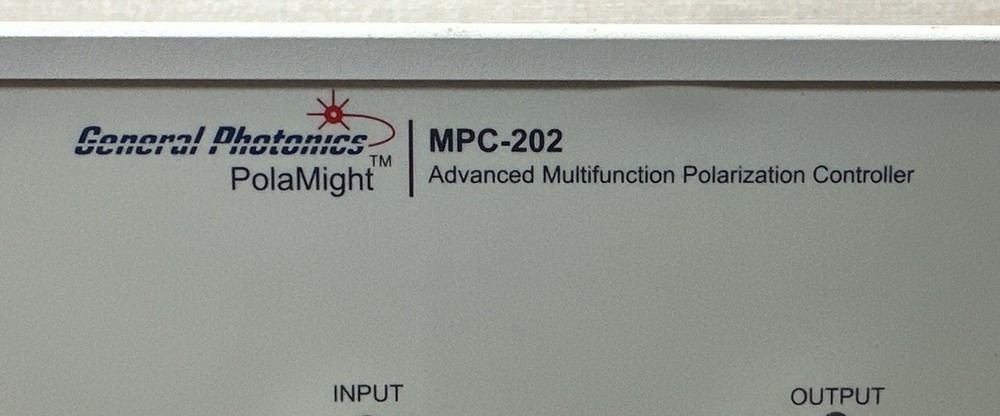 General Photonics
PolaMight™
MPC-202
Advanced Multifunction Polarization Controller
INPUT
OUTPUT